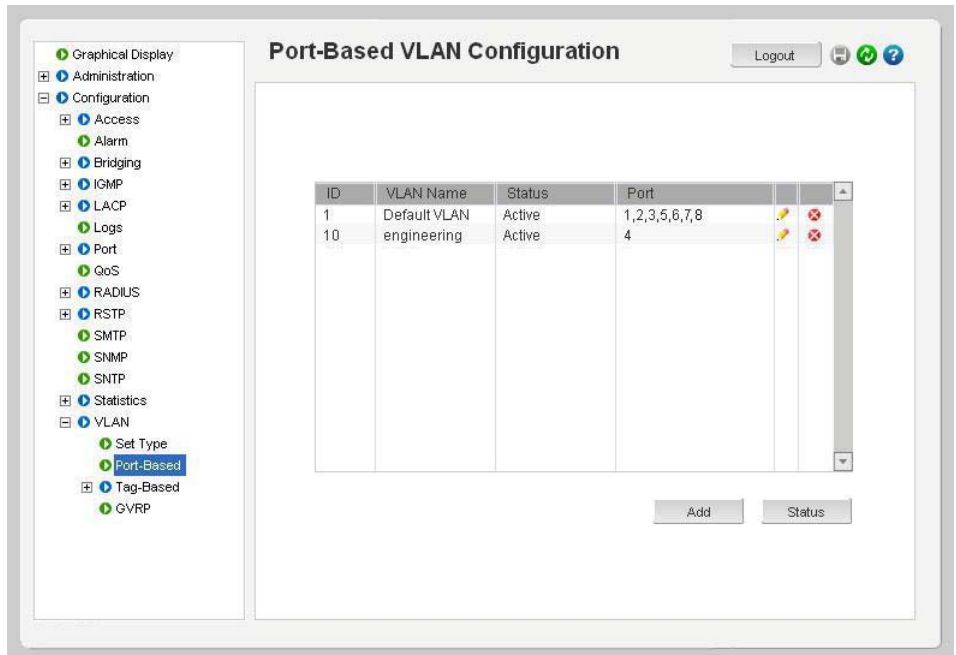 Graphical Display
Administration
Configuration
Access
Alarm
Bridging
IGMP
LACP
Logs
Port
QoS
RADIUS
RSTP
SMTP
SNMP
SNTP
Statistics
VLAN
Set Type
Port-Based
Tag-Based
GVRP
Port-Based VLAN Configuration
Logout
ID VLAN Name Status Port
1 Default VLAN Active 1,2,3,5,6,7,8
10 engineering Active 4
Add Status